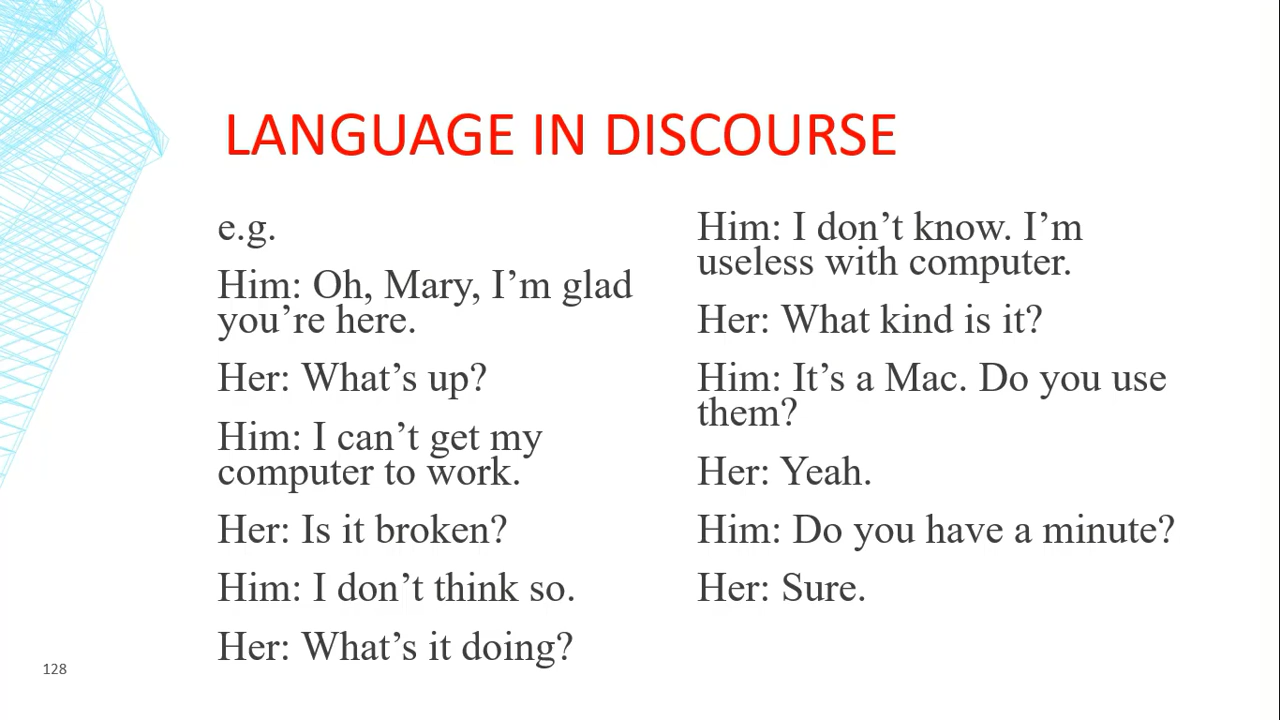 LANGUAGE IN DISCOURSE
e.g.
Him: Oh, Mary, I’m glad
you’re here.
Her: What’s up?
Him: I can’t get my
computer to work.
Her: Is it broken?
Him: I don’t think so.
Her: What’s it doing?
Him: I don’t know. I’m
useless with computer.
Her: What kind is it?
Him: It’s a Mac. Do you use
them?
Her: Yeah.
Him: Do you have a minute?
Her: Sure.
128